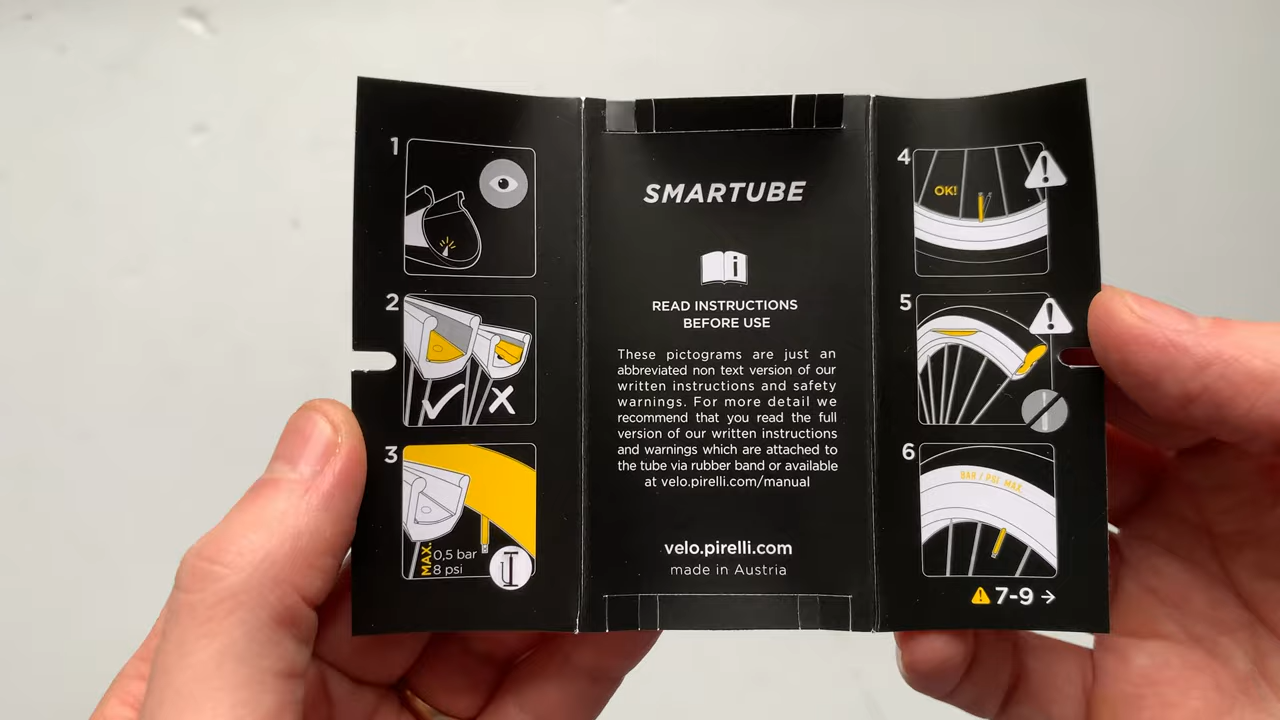 1
2
3
MAX.
0,5 bar
8 psi
SMARTUBE
i
READ INSTRUCTIONS
BEFORE USE
These pictograms are just an
abbreviated non text version of our
written instructions and safety
warnings. For more detail we
recommend that you read the full
version of our written instructions
and warnings which are attached to
the tube via rubber band or available
at velo.pirelli.com/manual
velo.pirelli.com
made in Austria
4
OK!
5
6
BAR / PSI MAX.
7-9 →